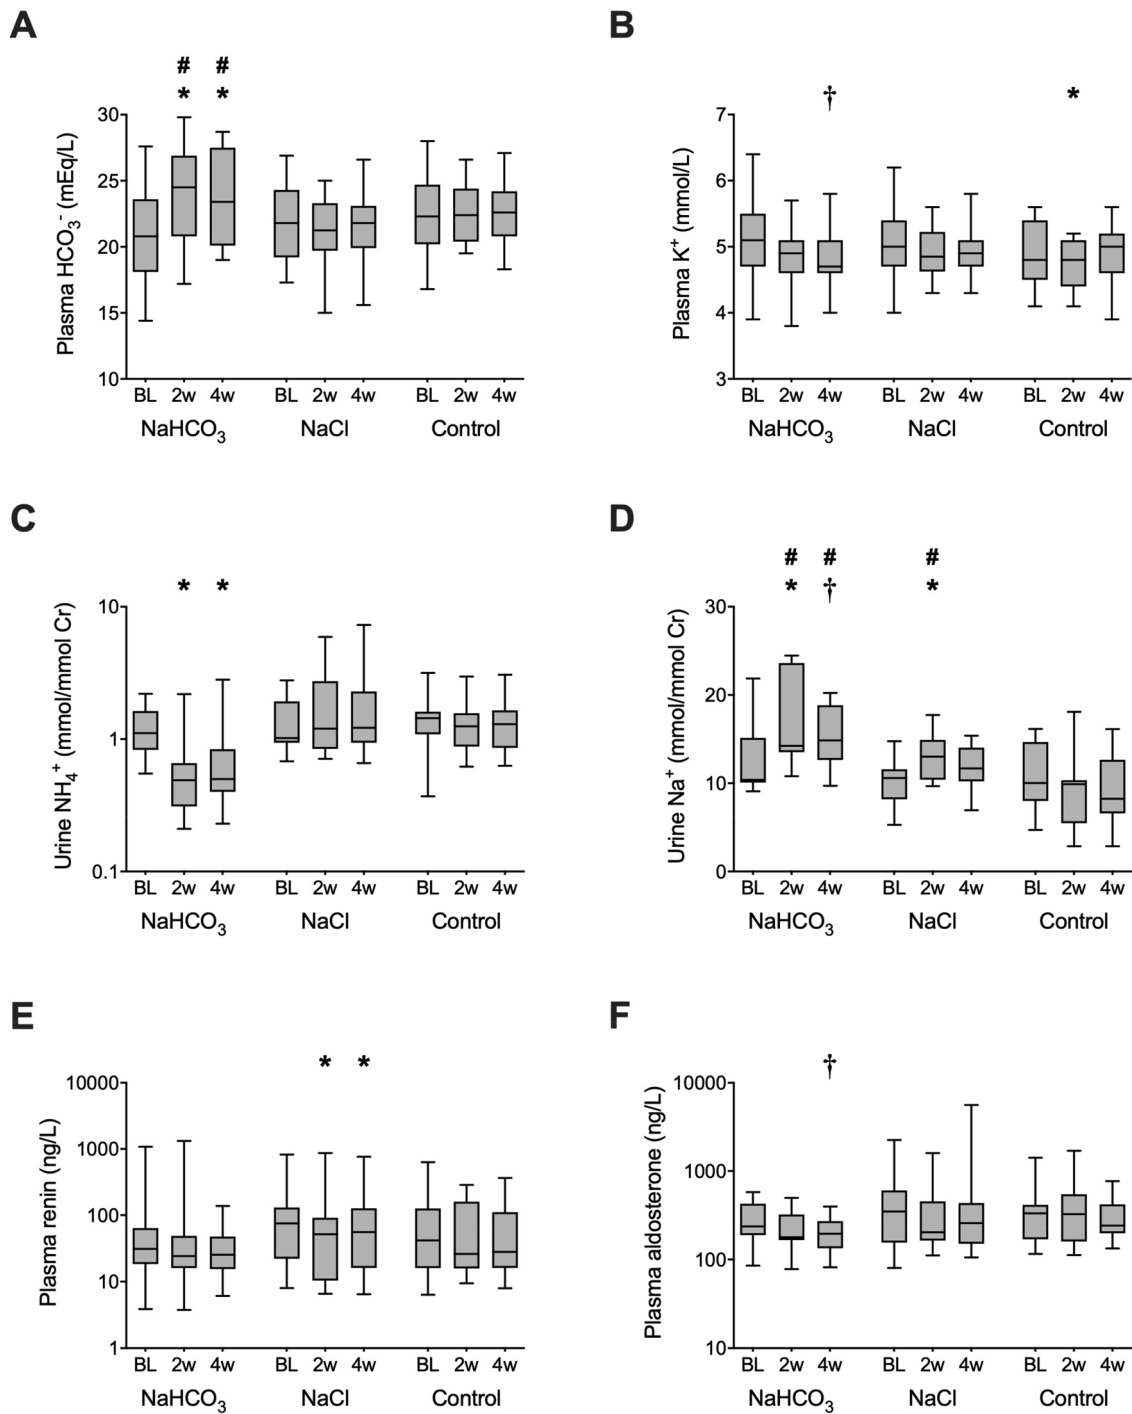 A
# #
* *
Plasma HCO3- (mEq/L)
30
25
20
15
10
BL 2w 4w BL 2w 4w BL 2w 4w
NaHCO3 NaCl Control
B
† *
Plasma K+ (mmol/L)
7
6
5
4
3
BL 2w 4w BL 2w 4w BL 2w 4w
NaHCO3 NaCl Control
C
* *
Urine NH4+ (mmol/mmol Cr)
10
1
0.1
BL 2w 4w BL 2w 4w BL 2w 4w
NaHCO3 NaCl Control
D
# # #
* † *
Urine Na+ (mmol/mmol Cr)
30
20
10
0
BL 2w 4w BL 2w 4w BL 2w 4w
NaHCO3 NaCl Control
E
* *
Plasma renin (ng/L)
10000
1000
100
10
1
BL 2w 4w BL 2w 4w BL 2w 4w
NaHCO3 NaCl Control
F
†
Plasma aldosterone (ng/L)
10000
1000
100
10
BL 2w 4w BL 2w 4w BL 2w 4w
NaHCO3 NaCl Control